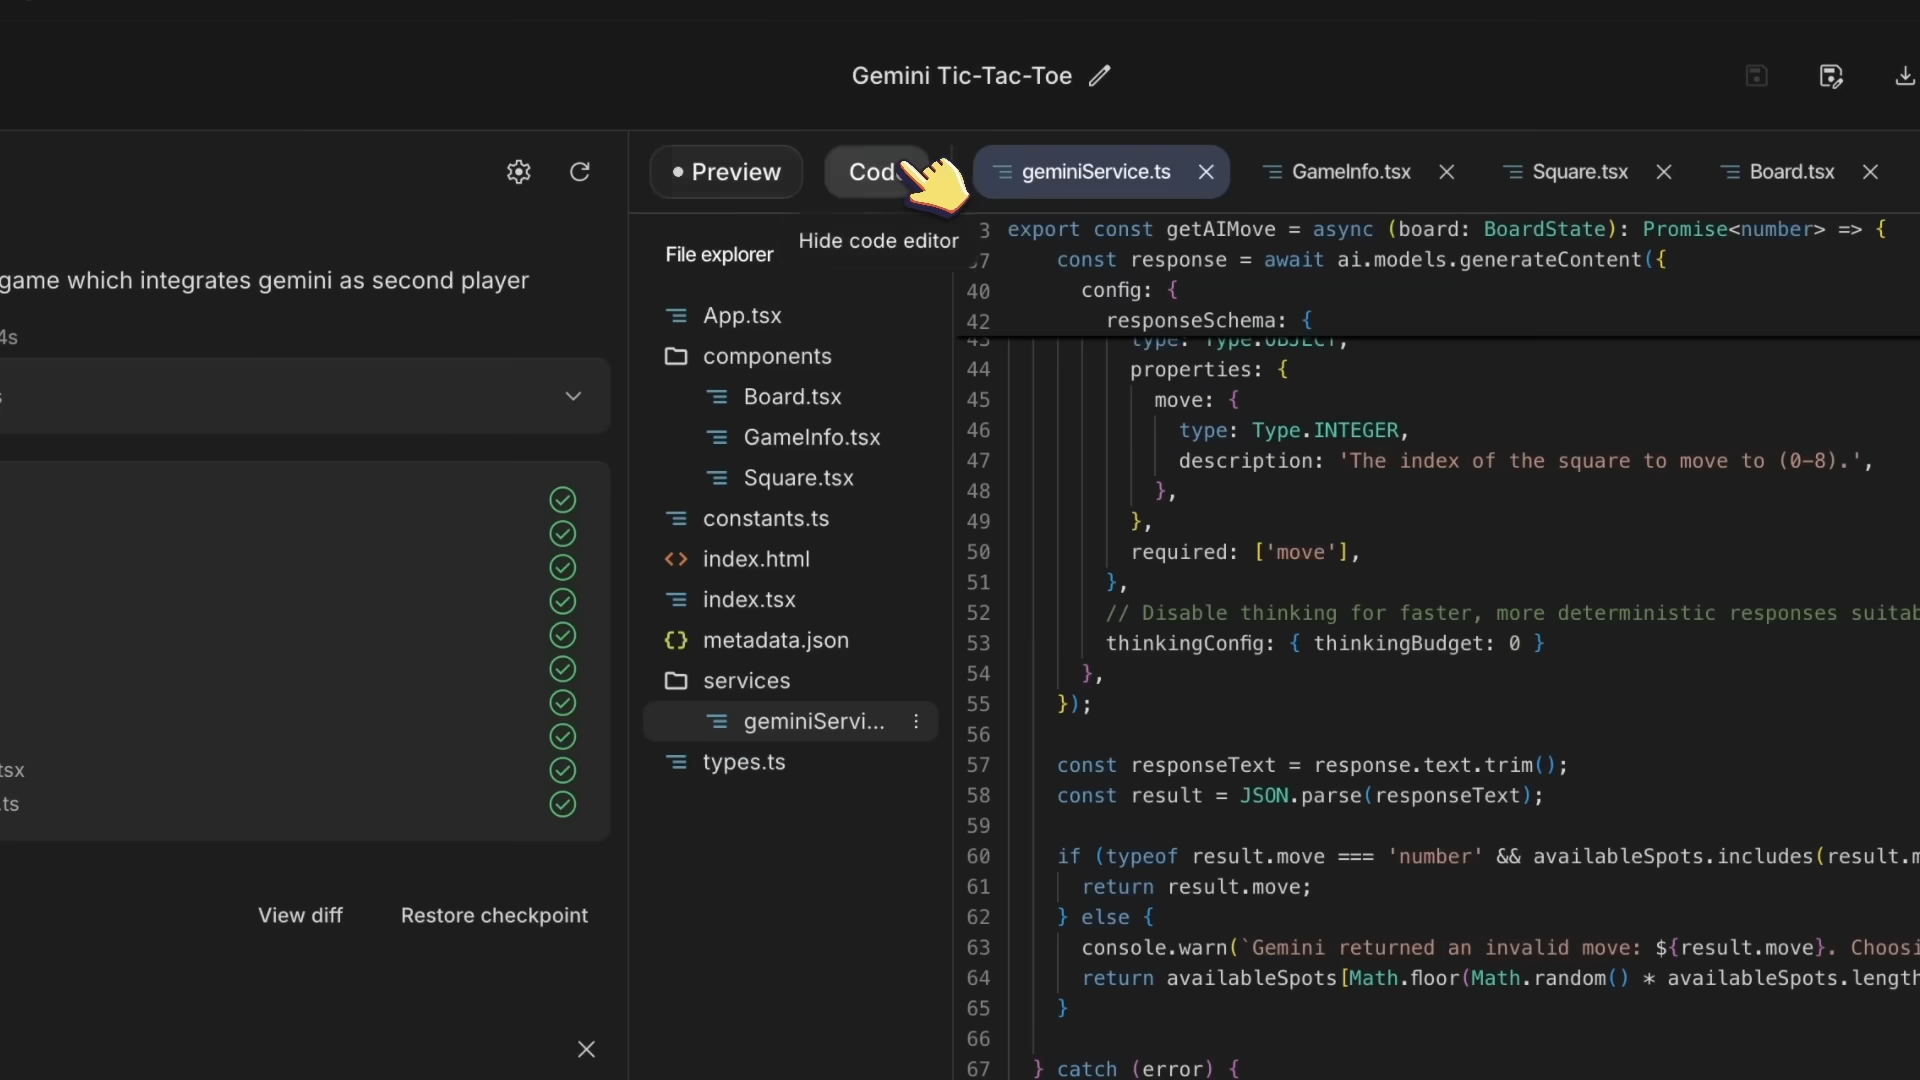 Gemini Tic-Tac-Toe
Preview
Cod
geminiService.ts
GameInfo.tsx
Square.tsx
Board.tsx
Hide code editor
game which integrates gemini as second player
4s
tsx
.ts
View diff
Restore checkpoint
File explorer
App.tsx
components
Board.tsx
GameInfo.tsx
Square.tsx
constants.ts
index.html
index.tsx
metadata.json
services
geminiServi...
types.ts
3 export const getAIMove = async (board: BoardState): Promise<number> => {
37 const response = await ai.models.generateContent({
40 config: {
42 responseSchema: {
43 type: Type.OBJECT,
44 properties: {
45 move: {
46 type: Type.INTEGER,
47 description: 'The index of the square to move to (0-8).',
48 },
49 },
50 required: ['move'],
51 },
52 // Disable thinking for faster, more deterministic responses suitab
53 thinkingConfig: { thinkingBudget: 0 }
54 },
55 });
56
57 const responseText = response.text.trim();
58 const result = JSON.parse(responseText);
59
60 if (typeof result.move === 'number' && availableSpots.includes(result.m
61 return result.move;
62 } else {
63 console.warn(`Gemini returned an invalid move: ${result.move}. Choosi
64 return availableSpots[Math.floor(Math.random() * availableSpots.length
65 }
66
67 } catch (error) {